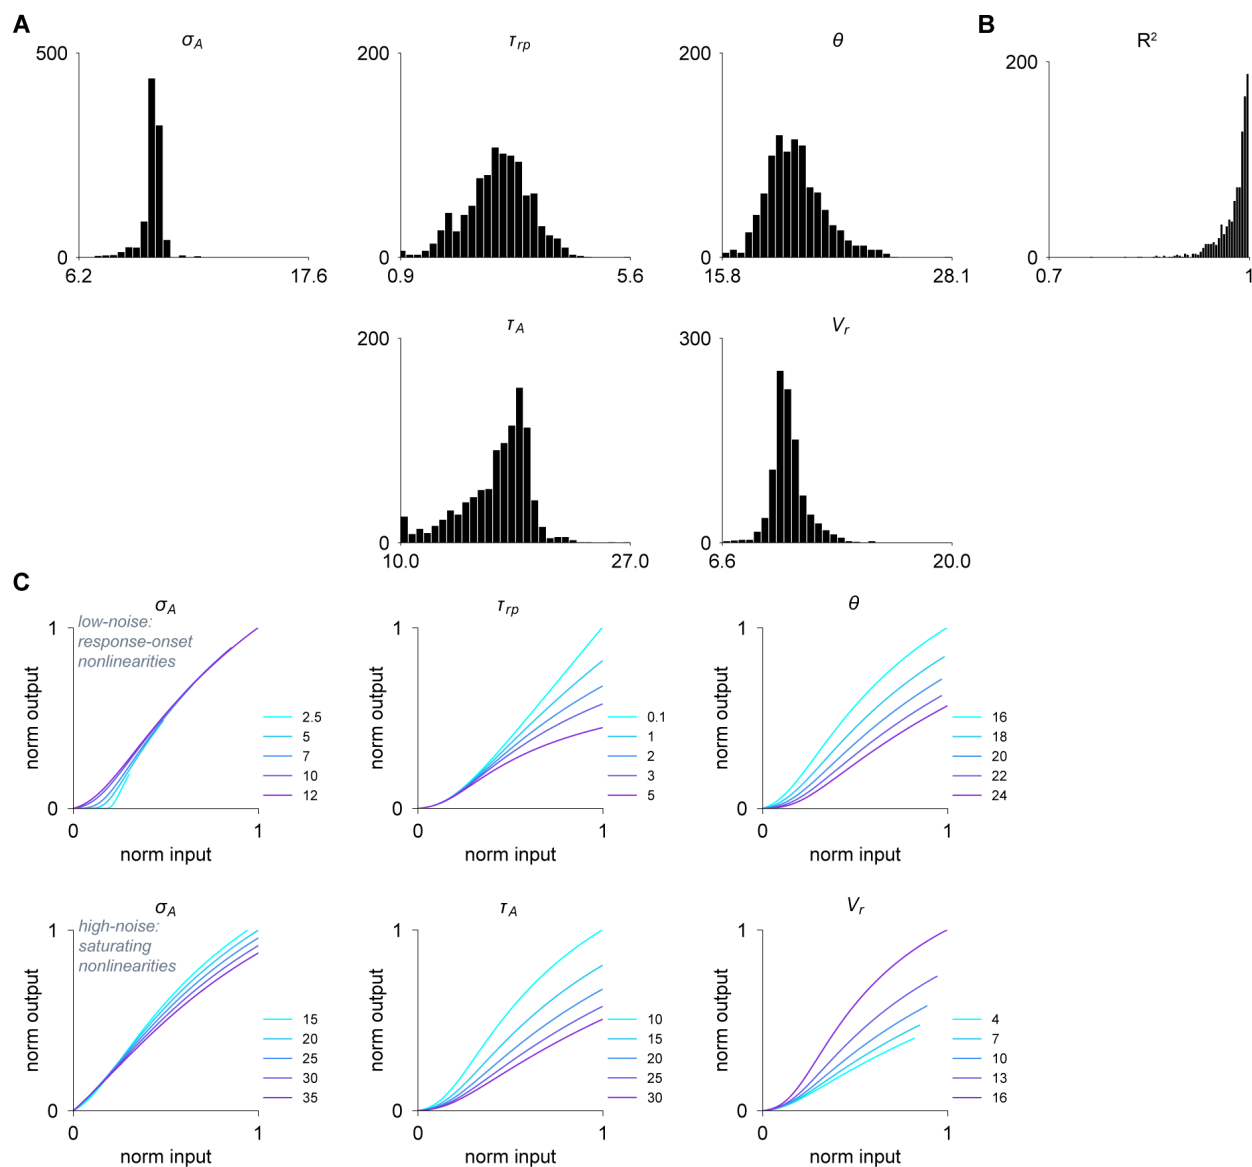 A
B
σA
τrp
θ
R²
500
0
6.2
17.6
200
0
0.9
5.6
200
0
15.8
28.1
200
0
0.7
1
τA
Vr
200
0
10.0
27.0
300
0
6.6
20.0
C
σA
low-noise:
response-onset
nonlinearities
1
0
0
1
norm output
norm input
2.5
5
7
10
12
τrp
1
0
0
1
norm output
norm input
0.1
1
2
3
5
θ
1
0
0
1
norm output
norm input
16
18
20
22
24
σA
high-noise:
saturating
nonlinearities
1
0
0
1
norm output
norm input
15
20
25
30
35
τA
1
0
0
1
norm output
norm input
10
15
20
25
30
Vr
1
0
0
1
norm output
norm input
4
7
10
13
16